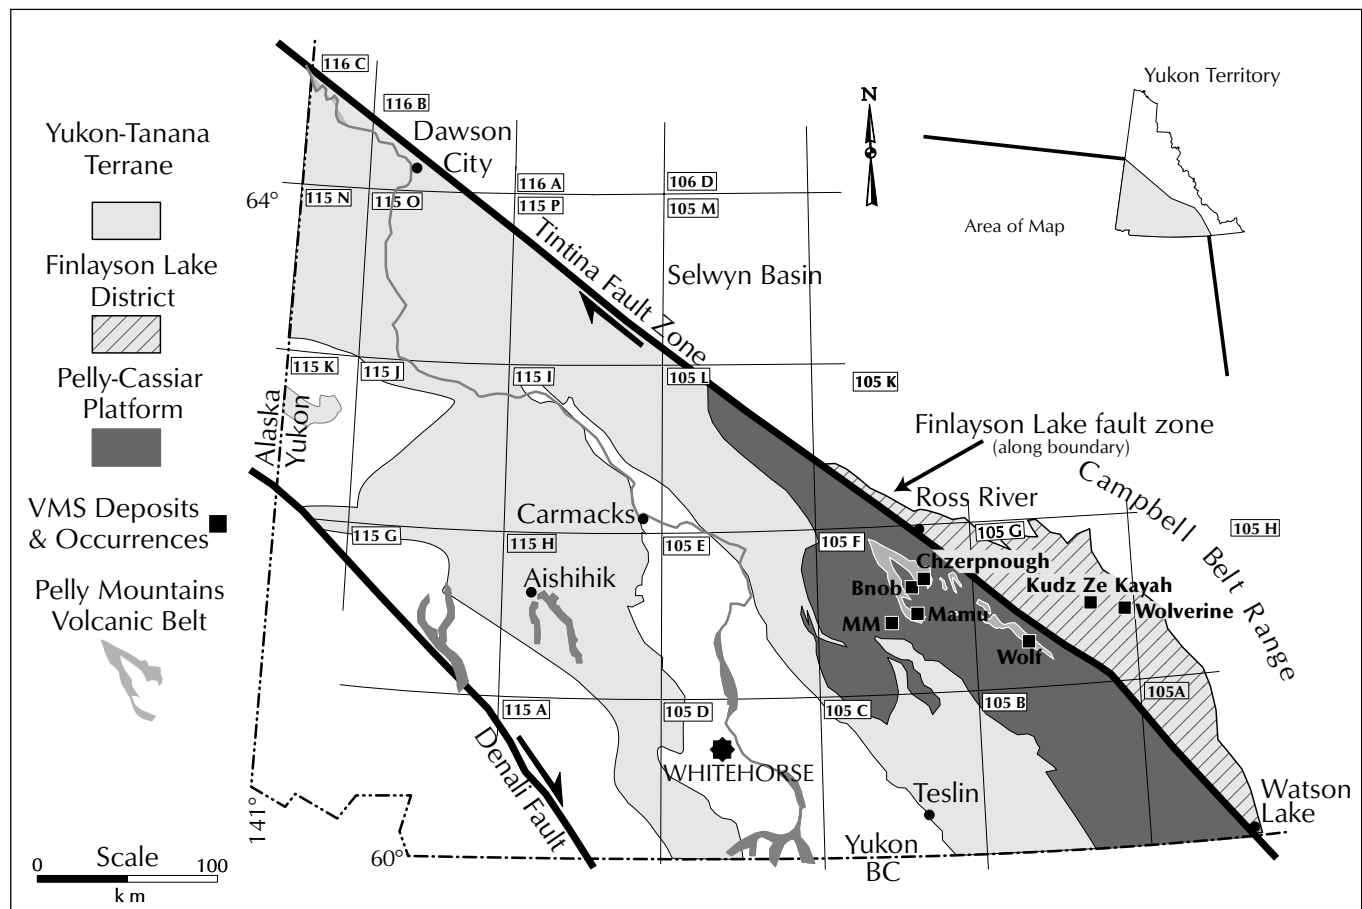 Yukon-Tanana
Terrane
Finlayson Lake
District
Pelly-Cassiar
Platform
VMS Deposits
& Occurrences
Pelly Mountains
Volcanic Belt
0 Scale 100
k m
116 C
116 B
Dawson
City
64°
115 N
115 O
116 A
115 P
106 D
105 M
N
Yukon Territory
Area of Map
Tintina Fault Zone
Selwyn Basin
115 K
115 J
115 I
105 L
105 K
Alaska
Yukon
Finlayson Lake fault zone
(along boundary)
Campbell Belt Range
Ross River
Carmacks
115 G
115 H
105 E
105 F
105 G
105 H
Aishihik
Chzerpnough
Bnob
Kudz Ze Kayah
Wolverine
MM
Mamu
Wolf
115 A
105 D
105 C
105 B
105A
Denali Fault
WHITEHORSE
Teslin
Watson
Lake
141°
60°
Yukon
BC